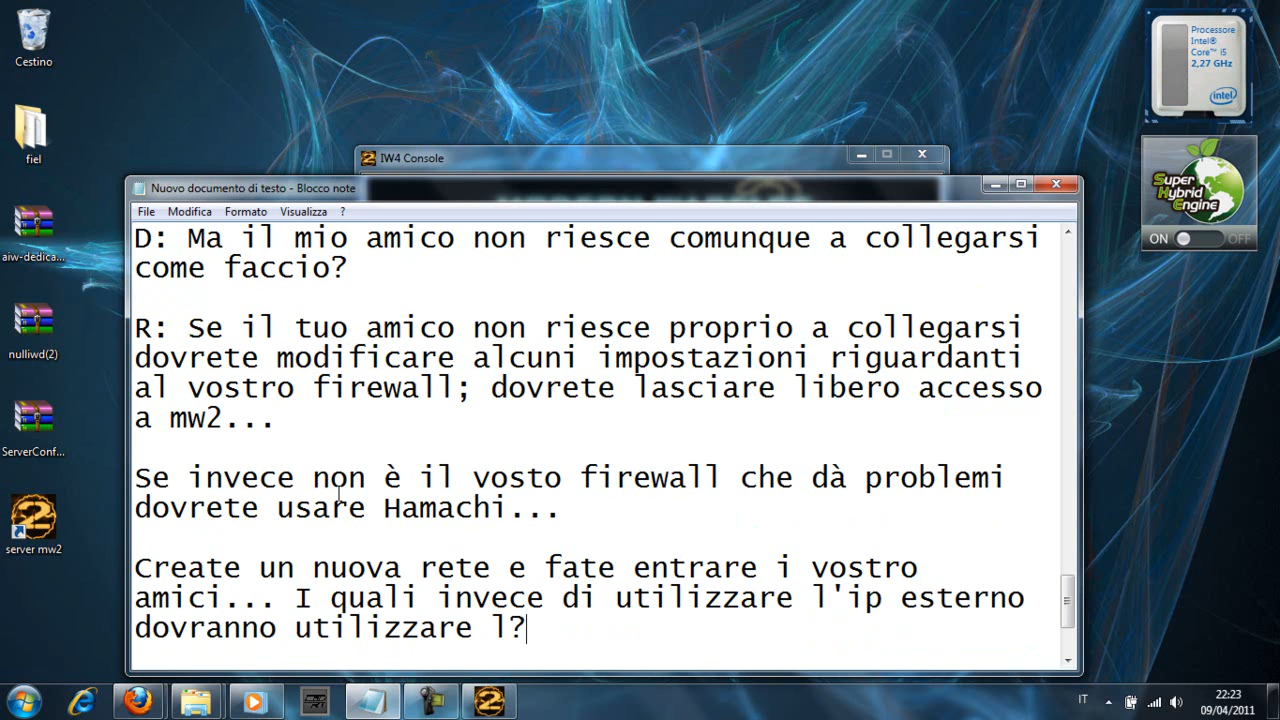 Cestino
fiel
aiw-dedica...
nulliwd(2)
ServerConf...
server mw2
Processore
Intel®
Core™ i5
2,27 GHz
intel
Super
Hybrid
Engine
ON
OFF
IW4 Console
Nuovo documento di testo - Blocco note
File Modifica Formato Visualizza ?
D: Ma il mio amico non riesce comunque a collegarsi
come faccio?
R: Se il tuo amico non riesce proprio a collegarsi
dovrete modificare alcuni impostazioni riguardanti
al vostro firewall; dovrete lasciare libero accesso
a mw2...
Se invece non è il vosto firewall che dà problemi
dovrete usare Hamachi...
Create un nuova rete e fate entrare i vostro
amici... I quali invece di utilizzare l'ip esterno
dovranno utilizzare l?
IT
22:23
09/04/2011